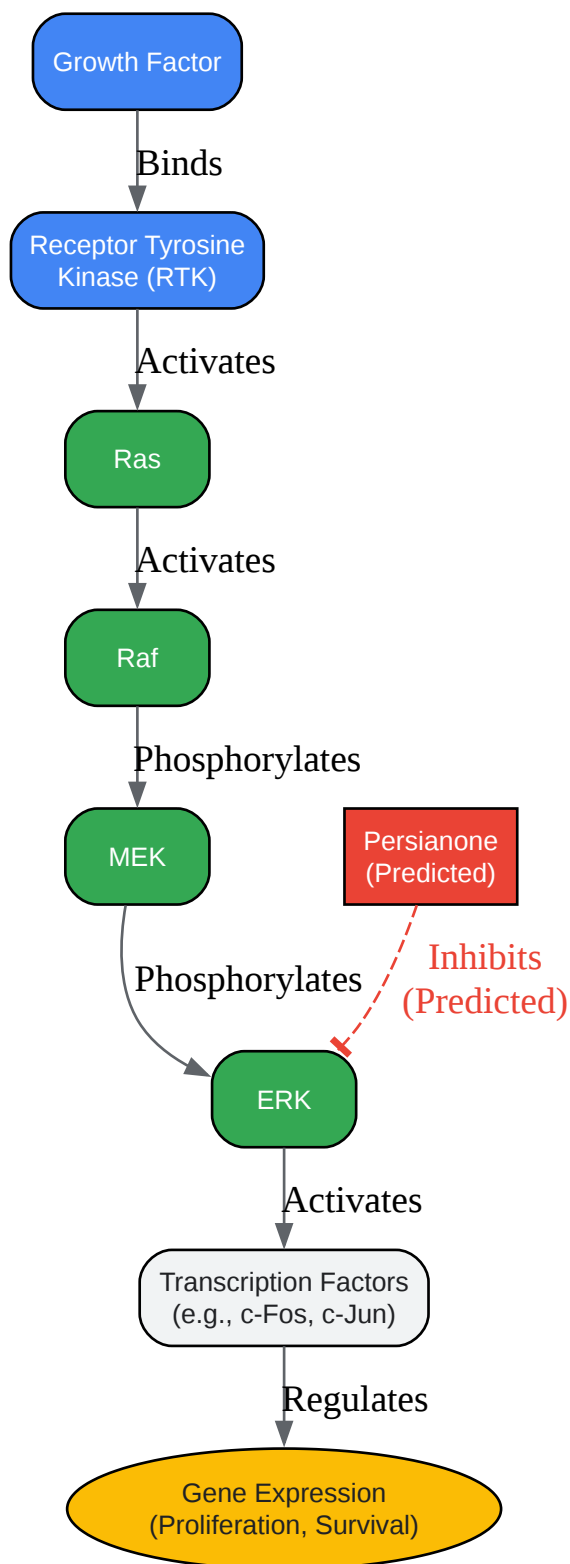 Growth Factor
Binds
Receptor Tyrosine
Kinase (RTK)
Activates
Ras
Activates
Raf
Phosphorylates
MEK
Persianone
(Predicted)
Phosphorylates
Inhibits
(Predicted)
ERK
Activates
Transcription Factors
(e.g., c-Fos, c-Jun)
Regulates
Gene Expression
(Proliferation, Survival)